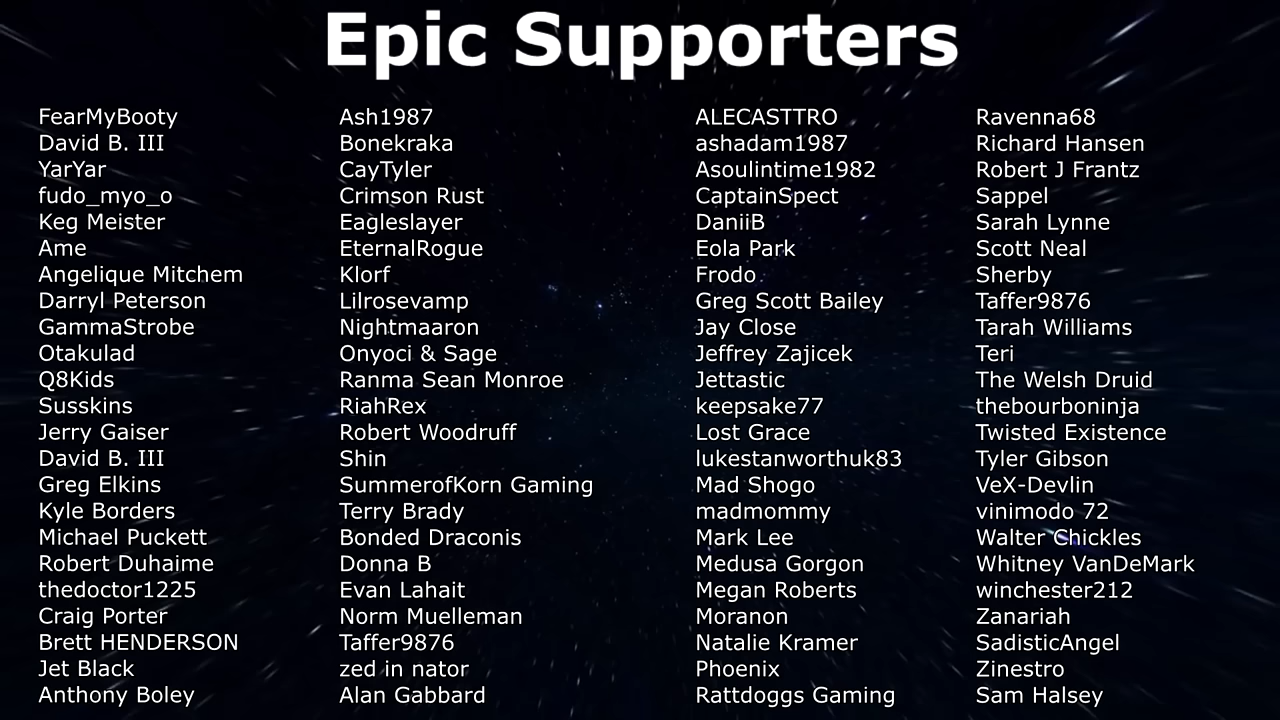 Epic Supporters
FearMyBooty
David B. III
YarYar
fudo_myo_o
Keg Meister
Ame
Angelique Mitchem
Darryl Peterson
GammaStrobe
Otakulad
Q8Kids
Susskins
Jerry Gaiser
David B. III
Greg Elkins
Kyle Borders
Michael Puckett
Robert Duhaime
thedoctor1225
Craig Porter
Brett HENDERSON
Jet Black
Anthony Boley
Ash1987
Bonekraka
CayTyler
Crimson Rust
Eagleslayer
EternalRogue
Klorf
Lilrosevamp
Nightmaaron
Onyoci & Sage
Ranma Sean Monroe
RiahRex
Robert Woodruff
Shin
SummerofKorn Gaming
Terry Brady
Bonded Draconis
Donna B
Evan Lahait
Norm Muelleman
Taffer9876
zed in nator
Alan Gabbard
ALECASTTRO
ashadam1987
Asoulintime1982
CaptainSpect
DaniiB
Eola Park
Frodo
Greg Scott Bailey
Jay Close
Jeffrey Zajicek
Jettastic
keepsake77
Lost Grace
lukestanworthuk83
Mad Shogo
madmommy
Mark Lee
Medusa Gorgon
Megan Roberts
Moranon
Natalie Kramer
Phoenix
Rattdoggs Gaming
Ravenna68
Richard Hansen
Robert J Frantz
Sappel
Sarah Lynne
Scott Neal
Sherby
Taffer9876
Tarah Williams
Teri
The Welsh Druid
thebourboninja
Twisted Existence
Tyler Gibson
VeX-Devlin
vinimodo 72
Walter Chickles
Whitney VanDeMark
winchester212
Zanariah
SadisticAngel
Zinestro
Sam Halsey